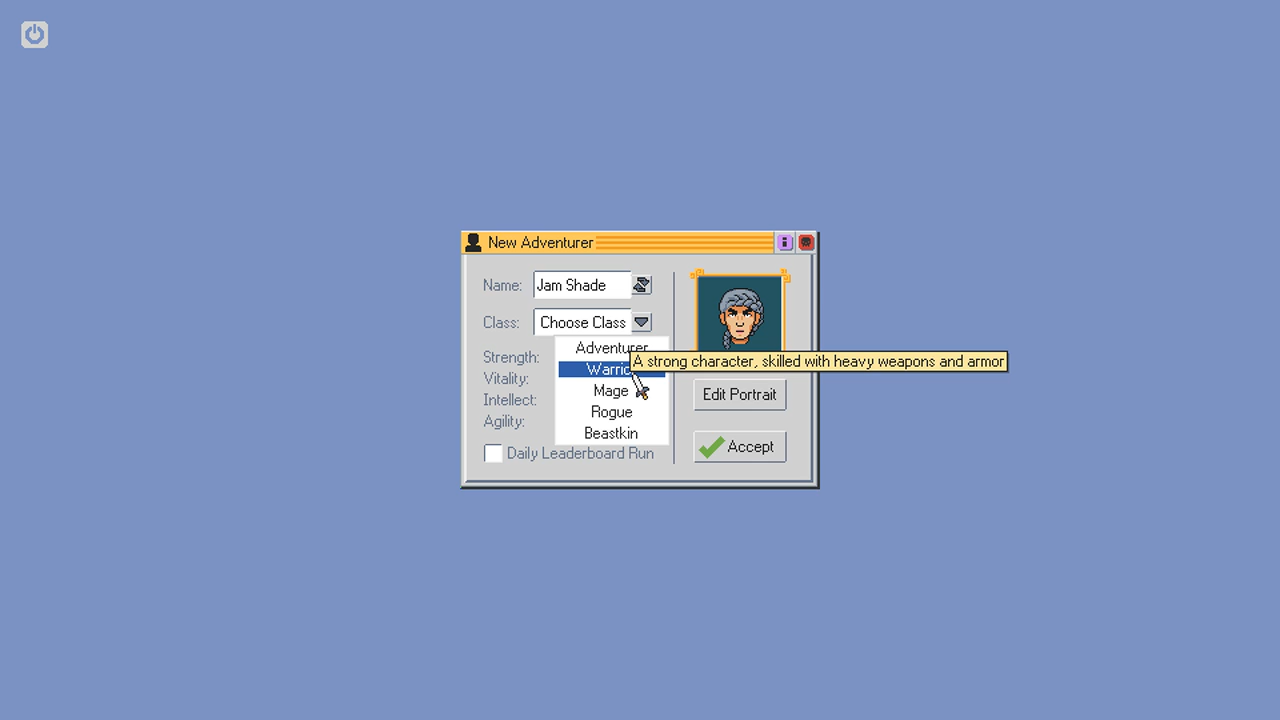 New Adventurer
Name: Jam Shade
Class: Choose Class
Adventurer
A strong character, skilled with heavy weapons and armor
Strength:
Warrio
Vitality:
Mage
Edit Portrait
Intellect:
Rogue
Agility:
Beastkin
Accept
Daily Leaderboard Run